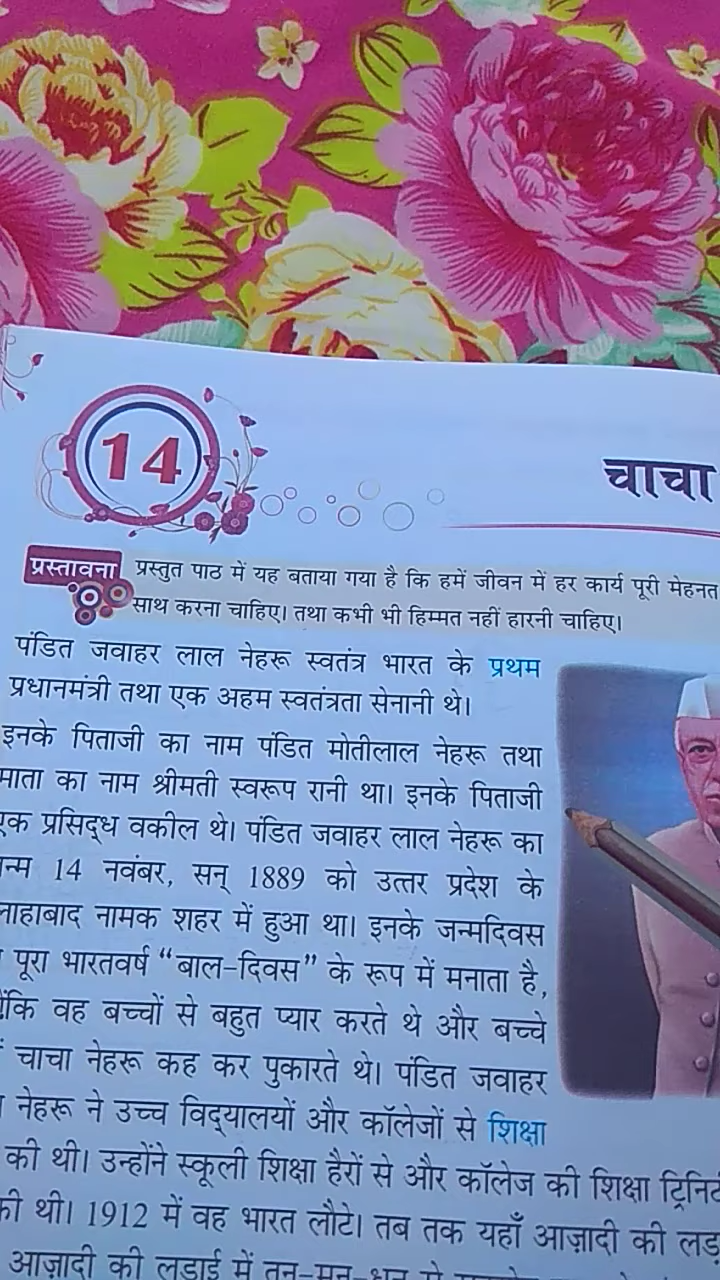 14
चाचा
प्रस्तावना प्रस्तुत पाठ में यह बताया गया है कि हमें जीवन में हर कार्य पूरी मेहनत
साथ करना चाहिए। तथा कभी भी हिम्मत नहीं हारनी चाहिए।
पंडित जवाहर लाल नेहरू स्वतंत्र भारत के प्रथम
प्रधानमंत्री तथा एक अहम स्वतंत्रता सेनानी थे।
इनके पिताजी का नाम पंडित मोतीलाल नेहरू तथा
माता का नाम श्रीमती स्वरूप रानी था। इनके पिताजी
एक प्रसिद्ध वकील थे। पंडित जवाहर लाल नेहरू का
न्म 14 नवंबर, सन् 1889 को उत्तर प्रदेश के
लाहाबाद नामक शहर में हुआ था। इनके जन्मदिवस
पूरा भारतवर्ष “बाल-दिवस” के रूप में मनाता है,
ोंकि वह बच्चों से बहुत प्यार करते थे और बच्चे
चाचा नेहरू कह कर पुकारते थे। पंडित जवाहर
नेहरू ने उच्च विद्यालयों और कॉलेजों से शिक्षा
की थी। उन्होंने स्कूली शिक्षा हैरों से और कॉलेज की शिक्षा ट्रिनिट
की थी। 1912 में वह भारत लौटे। तब तक यहाँ आज़ादी की लड़
आज़ादी की लड़ाई में तन-मन-धन से